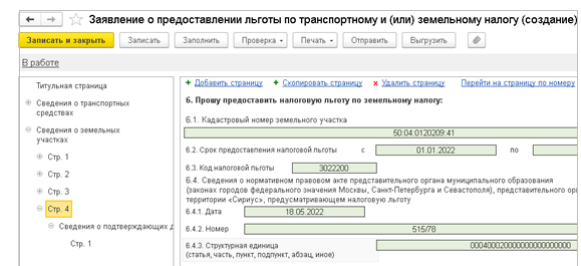 Заявление о предоставлении льготы по транспортному и (или) земельному налогу (создание)
Записать и закрыть Записать Заполнить Проверка Печать Отправить Выгрузить
В работе
Титульная страница
Сведения о транспортных
средствах
Сведения о земельных
участках
Стр. 1
Стр. 2
Стр. 3
Стр. 4
Сведения о подтверждающих д
Стр. 1
Добавить страницу Скопировать страницу Удалить страницу Перейти на страницу по номеру
6. Прошу предоставить налоговую льготу по земельному налогу:
6.1. Кадастровый номер земельного участка
50:04:0120209:41
6.2. Срок предоставления налоговой льготы с 01.01.2022 по
6.3. Код налоговой льготы 3022200
6.4. Сведения о нормативном правовом акте представительного органа муниципального образования
(законах городов федерального значения Москвы, Санкт-Петербурга и Севастополя), представительного орг
территории «Сириус», предусматривающем налоговую льготу
6.4.1. Дата 18.05.2022
6.4.2. Номер 515/78
6.4.3. Структурная единица
(статья, часть, пункт, подпункт, абзац, иное)